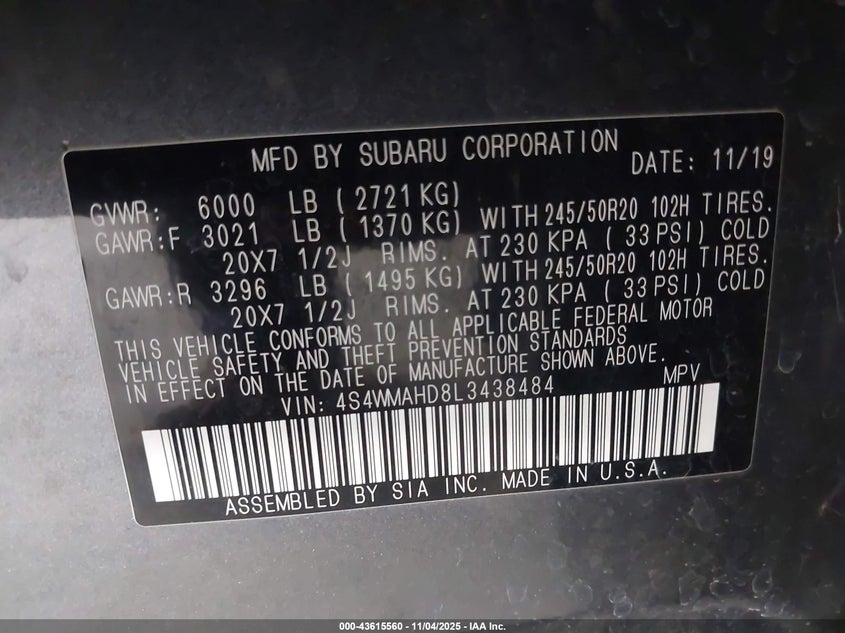 MFD BY SUBARU CORPORATION DATE: 11/19
GVWR: 6000 LB (2721 KG)
GAWR:F 3021 LB (1370 KG) WITH 245/50R20 102H TIRES.
20X7 1/2J RIMS. AT 230 KPA (33 PSI) COLD
GAWR:R 3296 LB (1495 KG) WITH 245/50R20 102H TIRES.
20X7 1/2J RIMS. AT 230 KPA (33 PSI) COLD
THIS VEHICLE CONFORMS TO ALL APPLICABLE FEDERAL MOTOR
VEHICLE SAFETY AND THEFT PREVENTION STANDARDS
IN EFFECT ON THE DATE OF MANUFACTURE SHOWN ABOVE.
VIN: 4S4WMAHD8L3438484 MPV
ASSEMBLED BY SIA INC. MADE IN U.S.A.
000-43615560 - 11/04/2025 - IAA Inc.